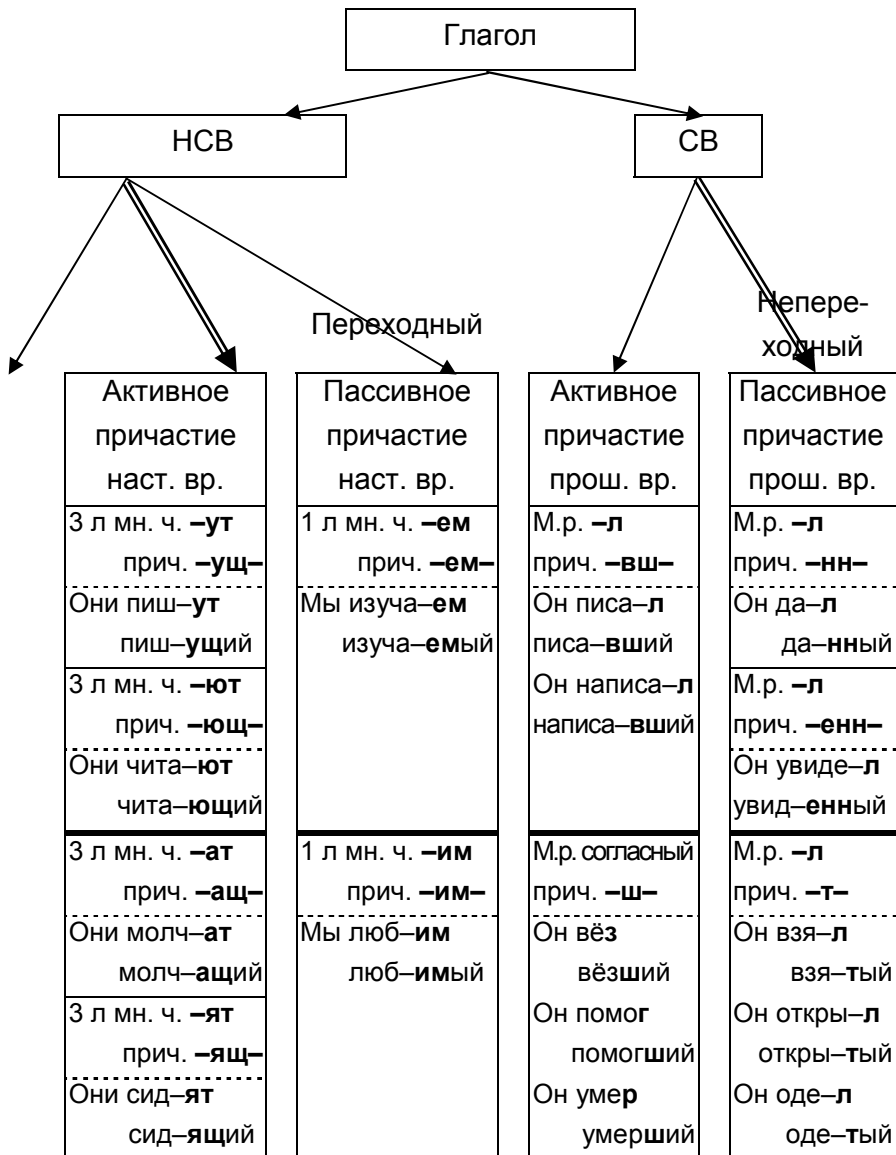 Глагол
НСВ
СВ
Переходный
Непере-
ходный
Активное
причастие
наст. вр.
3 л мн. ч. –ут
прич. –ущ–
Они пиш–ут
пиш–ущий
3 л мн. ч. –ют
прич. –ющ–
Они чита–ют
чита–ющий
3 л мн. ч. –ат
прич. –ащ–
Они молч–ат
молч–ащий
3 л мн. ч. –ят
прич. –ящ–
Они сид–ят
сид–ящий
Пассивное
причастие
наст. вр.
1 л мн. ч. –ем
прич. –ем–
Мы изуча–ем
изуча–емый
1 л мн. ч. –им
прич. –им–
Мы люб–им
люб–имый
Активное
причастие
прош. вр.
М.р. –л
прич. –вш–
Он писа–л
писа–вший
Он написа–л
написа–вший
М.р. согласный
прич. –ш–
Он вёз
вёзший
Он помог
помогший
Он умер
умерший
Пассивное
причастие
прош. вр.
М.р. –л
прич. –нн–
Он да–л
да–нный
М.р. –л
прич. –енн–
Он увиде–л
увид–енный
М.р. –л
прич. –т–
Он взя–л
взя–тый
Он откры–л
откры–тый
Он оде–л
оде–тый